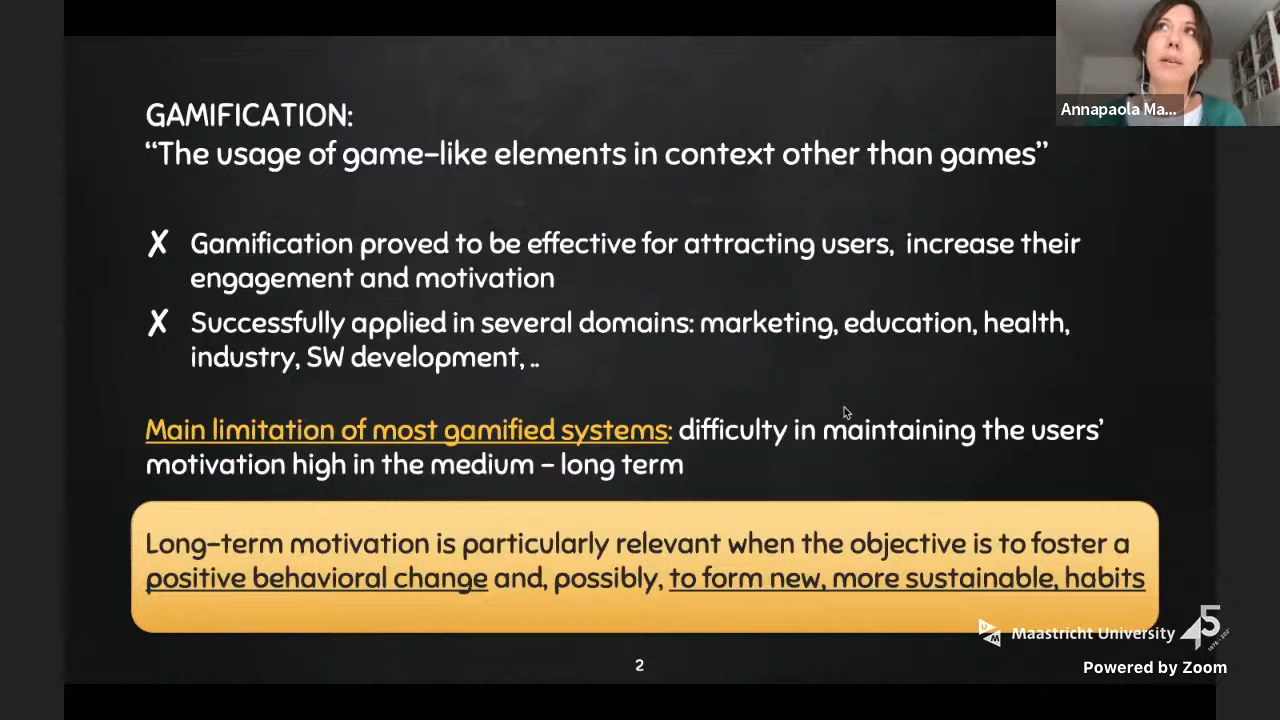 Annapaola Ma...
GAMIFICATION:
“The usage of game-like elements in context other than games”
✗ Gamification proved to be effective for attracting users, increase their
engagement and motivation
✗ Successfully applied in several domains: marketing, education, health,
industry, SW development, ..
Main limitation of most gamified systems: difficulty in maintaining the users’
motivation high in the medium - long term
Long-term motivation is particularly relevant when the objective is to foster a
positive behavioral change and, possibly, to form new, more sustainable, habits
Maastricht University
45
Powered by Zoom
2